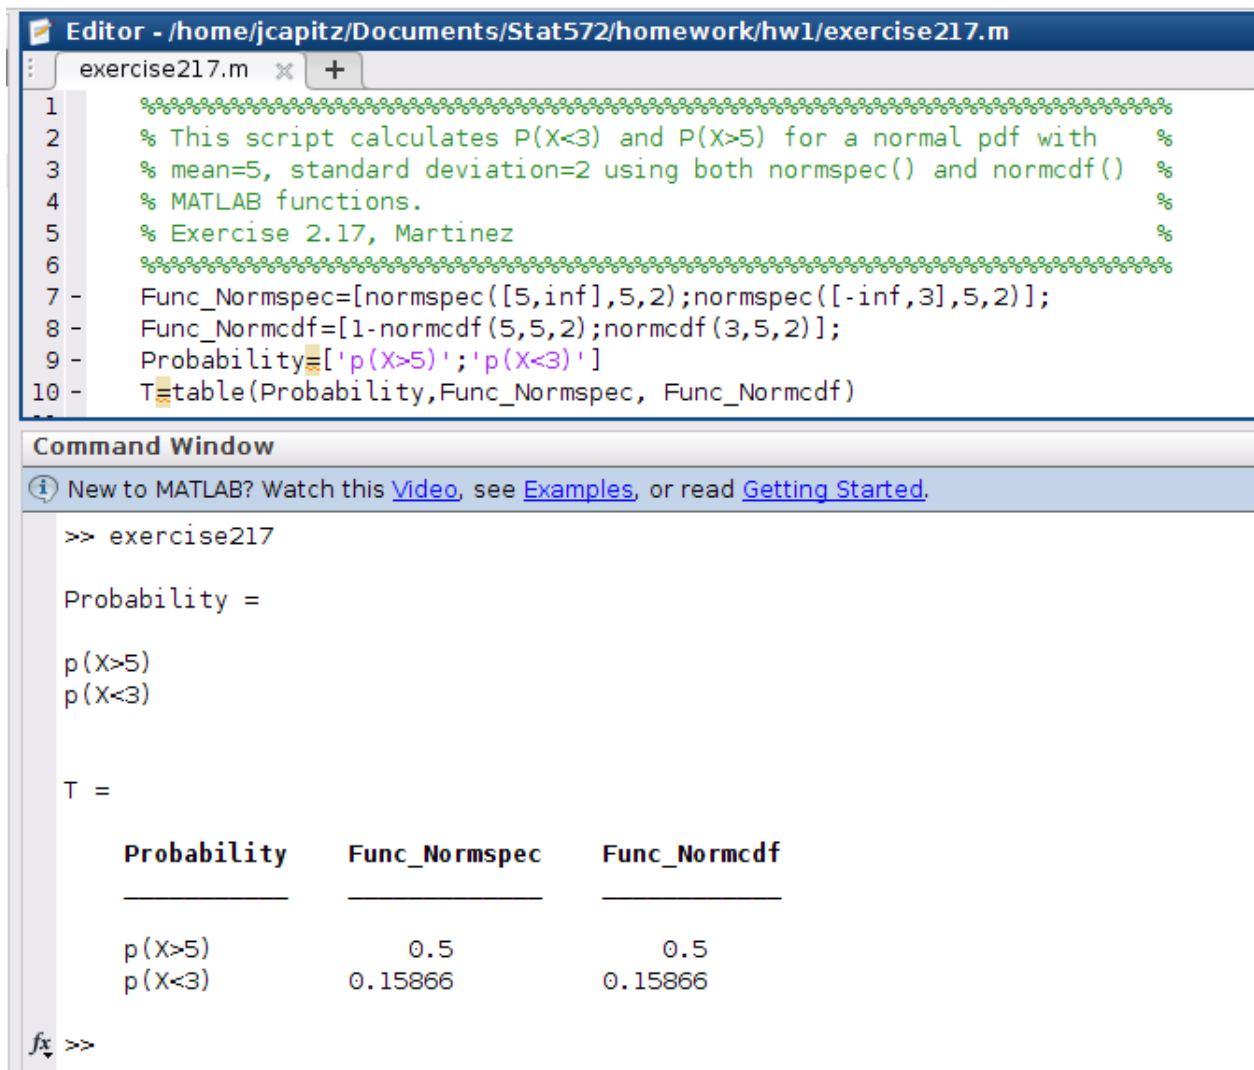 Editor - /home/jcapitz/Documents/Stat572/homework/hw1/exercise217.m
exercise217.m × +
1 %%%%%%%%%%%%%%%%%%%%%%%%%%%%%%%%%%%%%%%%%%%%%%%%%%%%%%%%%%%%%%%%%%%%%
2 % This script calculates P(X<3) and P(X>5) for a normal pdf with    %
3 % mean=5, standard deviation=2 using both normspec() and normcdf()  %
4 % MATLAB functions.                                                 %
5 % Exercise 2.17, Martinez                                           %
6 %%%%%%%%%%%%%%%%%%%%%%%%%%%%%%%%%%%%%%%%%%%%%%%%%%%%%%%%%%%%%%%%%%%%%
7 - Func_Normspec=[normspec([5,inf],5,2);normspec([-inf,3],5,2)];
8 - Func_Normcdf=[1-normcdf(5,5,2);normcdf(3,5,2)];
9 - Probability=['p(X>5)';'p(X<3)']
10 - T=table(Probability,Func_Normspec, Func_Normcdf)
Command Window
New to MATLAB? Watch this Video, see Examples, or read Getting Started.
>> exercise217
Probability =
p(X>5)
p(X<3)
T =
Probability    Func_Normspec    Func_Normcdf
___________    _____________    ____________
p(X>5)    0.5    0.5
p(X<3)    0.15866    0.15866
fx >>